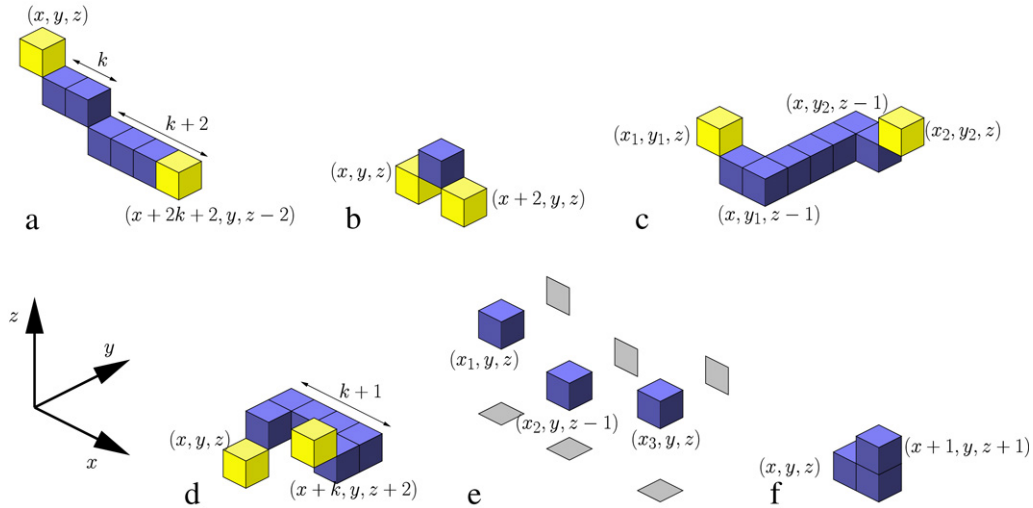 (x, y, z)
k
k + 2
(x + 2k + 2, y, z − 2)
a
(x, y, z)
(x + 2, y, z)
b
(x, y₂, z − 1)
(x₁, y₁, z)
(x₂, y₂, z)
(x, y₁, z − 1)
c
z
y
x
k + 1
(x, y, z)
(x + k, y, z + 2)
d
(x₁, y, z)
(x₂, y, z − 1)
(x₃, y, z)
e
(x + 1, y, z + 1)
(x, y, z)
f